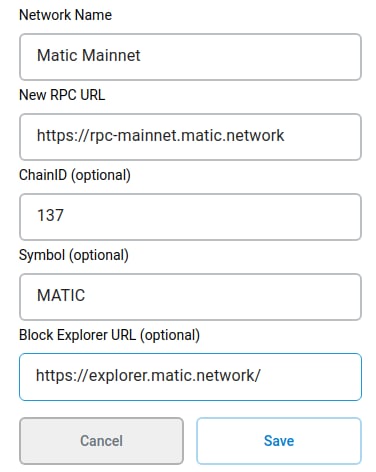 Network Name
Matic Mainnet
New RPC URL
https://rpc-mainnet.matic.network
ChainID (optional)
137
Symbol (optional)
MATIC
Block Explorer URL (optional)
https://explorer.matic.network/
Cancel
Save